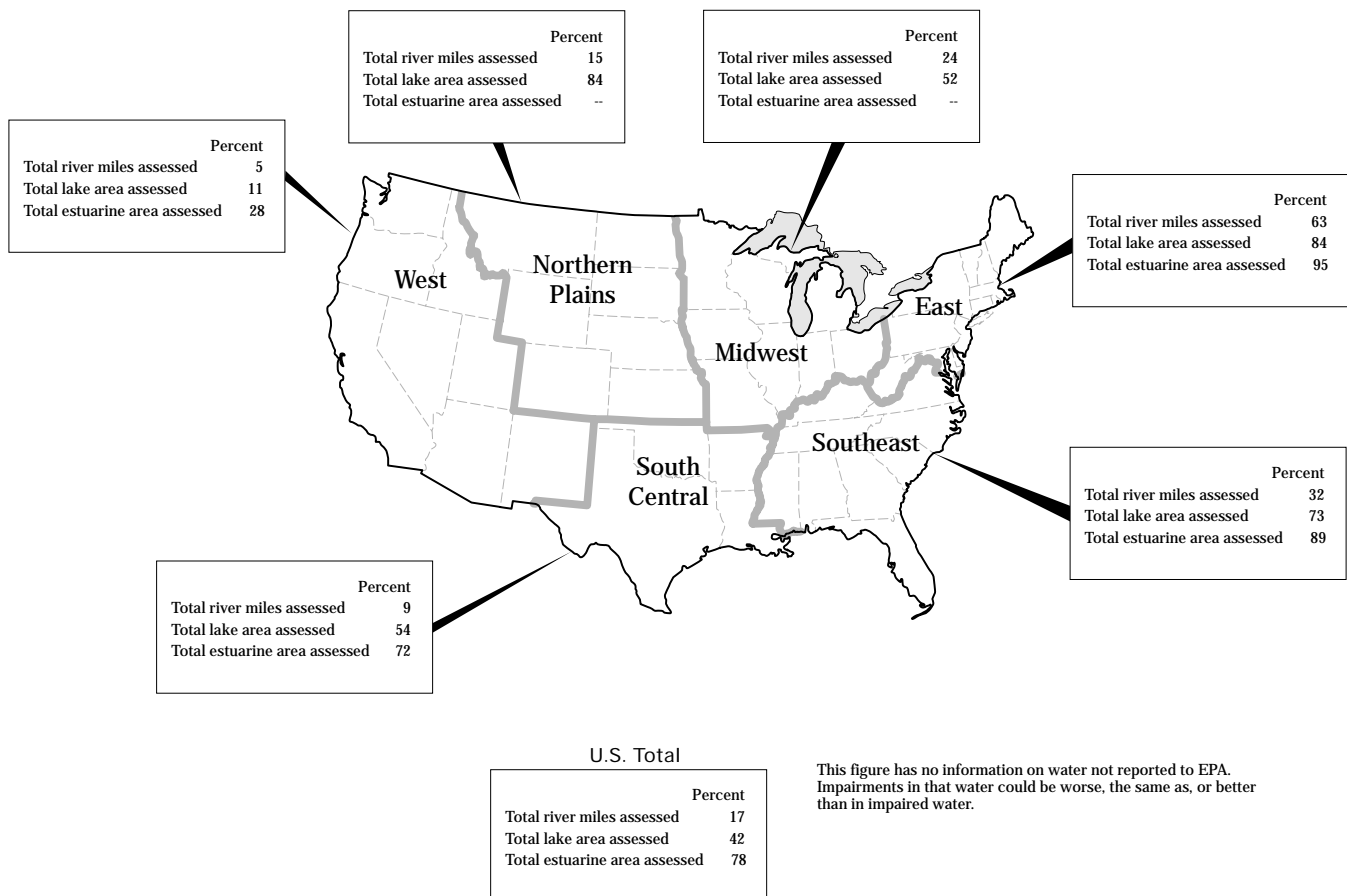 Percent
Total river miles assessed 15
Total lake area assessed 84
Total estuarine area assessed --
Percent
Total river miles assessed 24
Total lake area assessed 52
Total estuarine area assessed --
Percent
Total river miles assessed 5
Total lake area assessed 11
Total estuarine area assessed 28
Percent
Total river miles assessed 63
Total lake area assessed 84
Total estuarine area assessed 95
West
Northern
Plains
Midwest
East
Southeast
South
Central
Percent
Total river miles assessed 32
Total lake area assessed 73
Total estuarine area assessed 89
Percent
Total river miles assessed 9
Total lake area assessed 54
Total estuarine area assessed 72
U.S. Total
Percent
Total river miles assessed 17
Total lake area assessed 42
Total estuarine area assessed 78
This figure has no information on water not reported to EPA.
Impairments in that water could be worse, the same as, or better
than in impaired water.